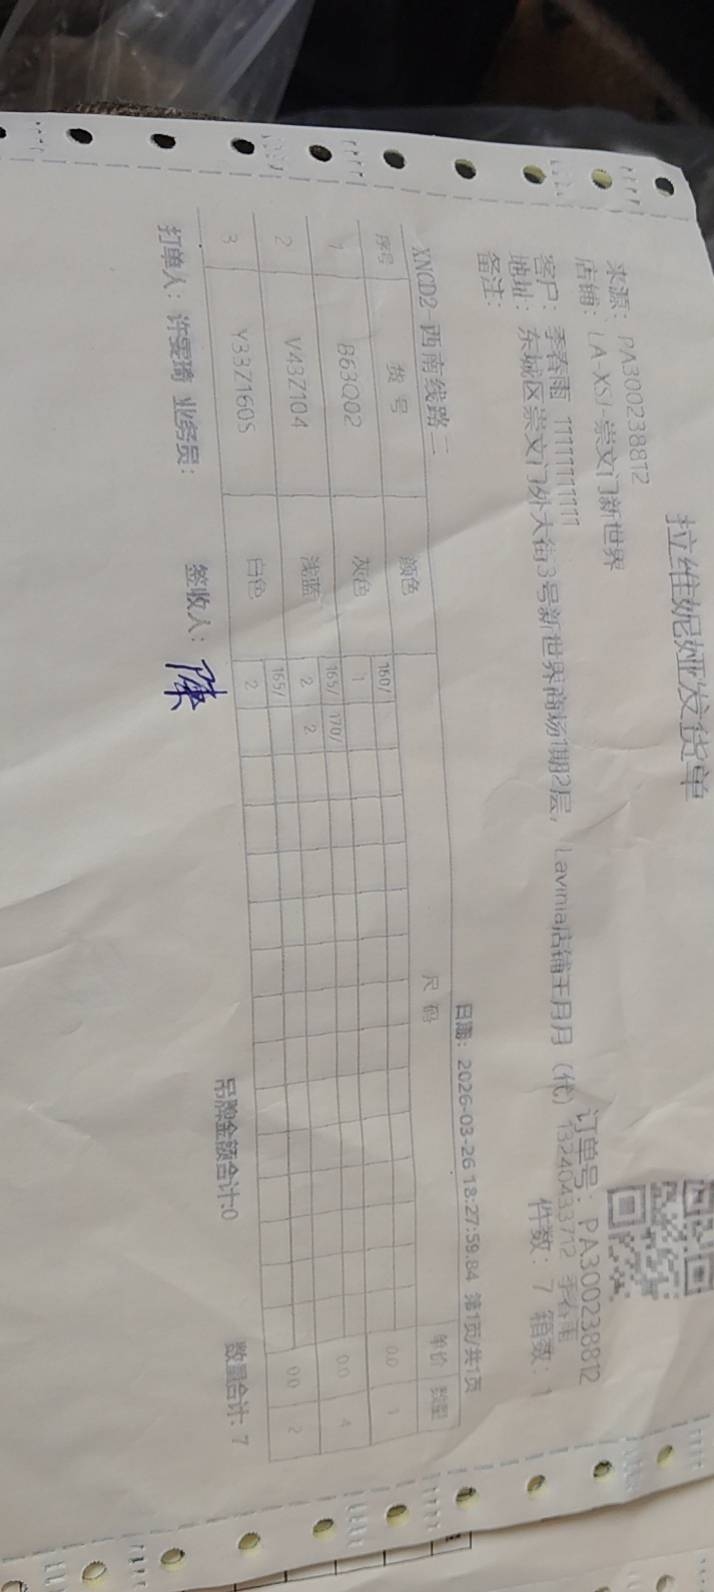 拉维妮娅发货单
来源：PA300238812
订单号：PA300238812
店铺：LA-XSJ-崇文门新世界
客户：季春雨 11111111111
件数：7 箱数：1
地址：东城区崇文门外大街3号新世界商场1期2层，Lavinia店铺王月月（代）13240433712 季春雨
备注：
日期：2026-03-26 18:27:59.84 第1页/共1页
XNCD2-西南线路二
序号 货号 颜色 尺码 单价 数量
160/
1 B63Q02 灰色 1 0.0 1
165/ 170/
2 V43Z104 浅蓝 2 2 0.0 4
165/
3 Y33Z160S 白色 2 0.0 2
吊牌金额合计:0 数量合计：7
打单人：许雯琦 业务员： 签收人：陈